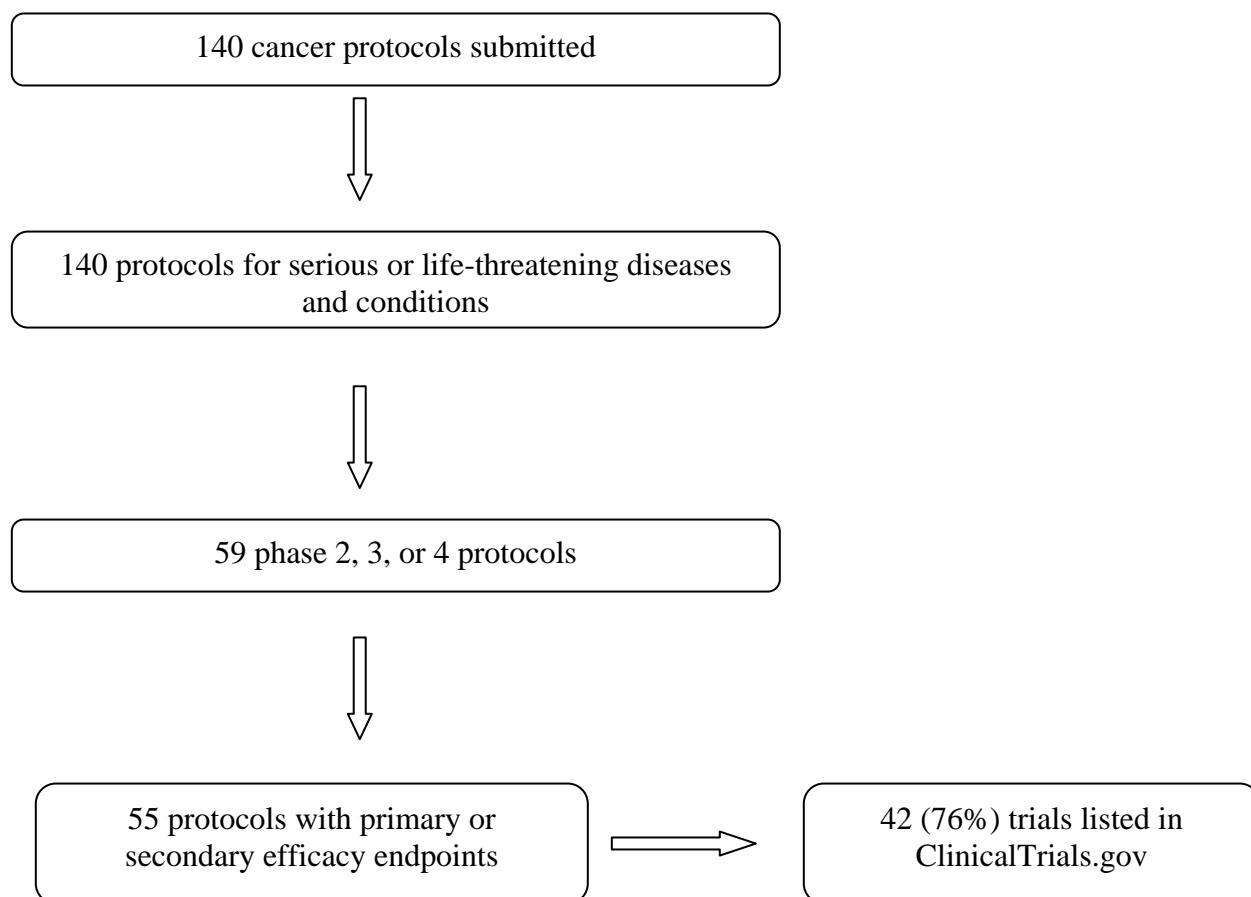 140 cancer protocols submitted
140 protocols for serious or life-threatening diseases
and conditions
59 phase 2, 3, or 4 protocols
55 protocols with primary or
secondary efficacy endpoints
42 (76%) trials listed in
ClinicalTrials.gov